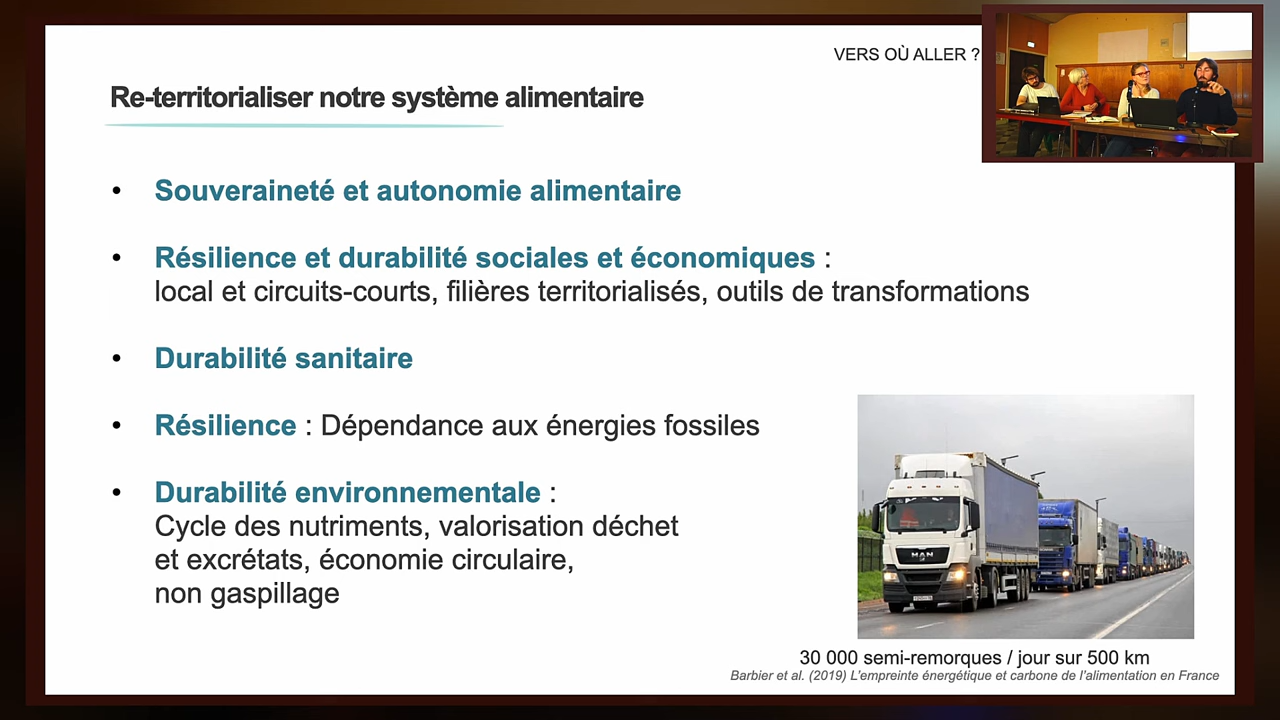 VERS OÙ ALLER ?
Re-territorialiser notre système alimentaire
• Souveraineté et autonomie alimentaire
• Résilience et durabilité sociales et économiques :
local et circuits-courts, filières territorialisés, outils de transformations
• Durabilité sanitaire
• Résilience : Dépendance aux énergies fossiles
• Durabilité environnementale :
Cycle des nutriments, valorisation déchet
et excrétats, économie circulaire,
non gaspillage
MAN
30 000 semi-remorques / jour sur 500 km
Barbier et al. (2019) L'empreinte énergétique et carbone de l'alimentation en France